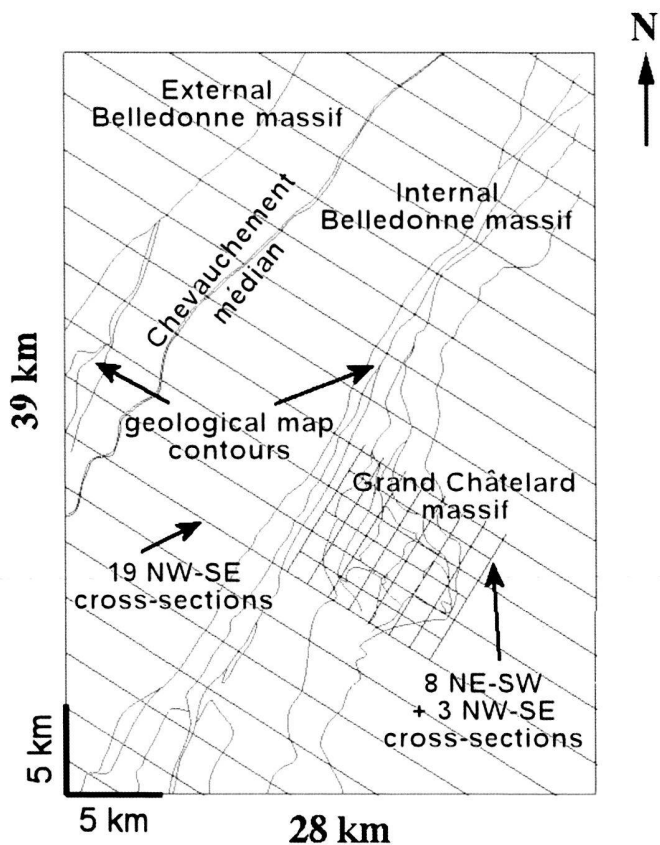 N
External
Belledonne massif
Internal
Belledonne massif
Chevauchement
médian
39 km
geological map
contours
Grand Châtelard
massif
19 NW-SE
cross-sections
8 NE-SW
+ 3 NW-SE
cross-sections
5 km
5 km
28 km